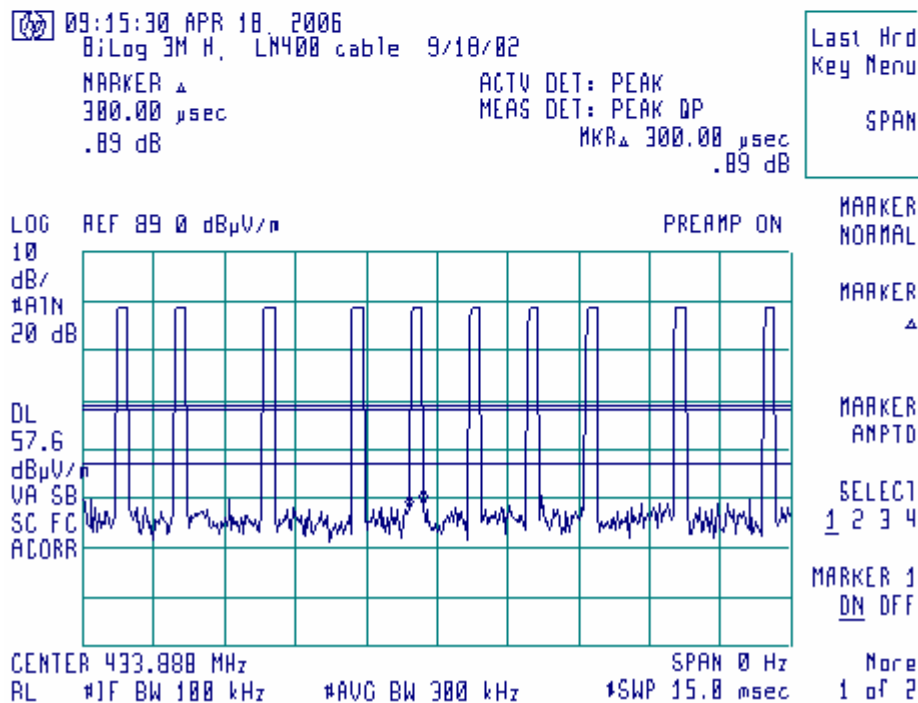 09:15:30 APR 18, 2006
BiLog 3M H, LN400 cable 9/18/02
MARKER Δ
300.00 µsec
.89 dB
ACTV DET: PEAK
MEAS DET: PEAK QP
MKRΔ 300.00 µsec
.89 dB
LOG REF 89.0 dBµV/m PREAMP ON
10
dB/
#ATN
20 dB
DL
57.6
dBµV/m
VA SB
SC FC
ACORR
CENTER 433.888 MHz SPAN 0 Hz
RL #IF BW 100 kHz #AVG BW 300 kHz #SWP 15.0 msec
Last Hrd
Key Menu
SPAN
MARKER
NORMAL
MARKER
Δ
MARKER
AMPTD
SELECT
1 2 3 4
MARKER 1
ON OFF
More
1 of 2